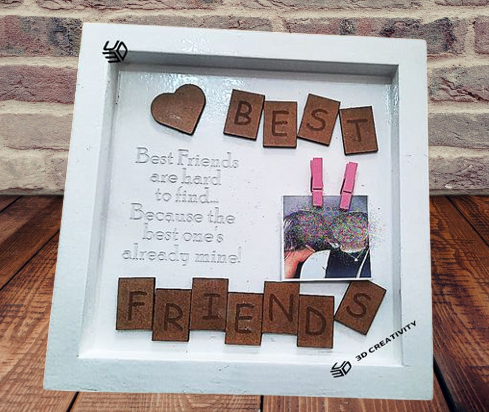 BEST
Best Friends
are hard
to find...
Because the
best one's
already mine!
FRIENDS
3D CREATIVITY